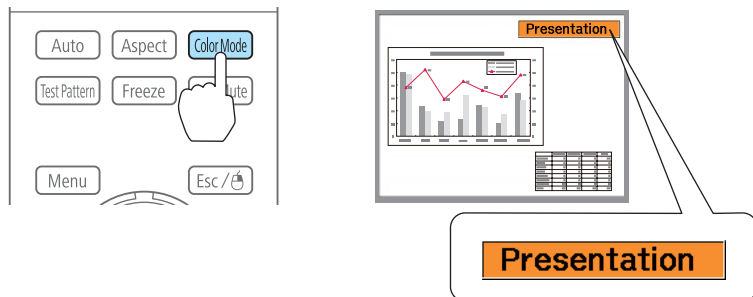 Auto Aspect Color Mode
Test Pattern Freeze ute
Menu Esc /
Presentation
Presentation